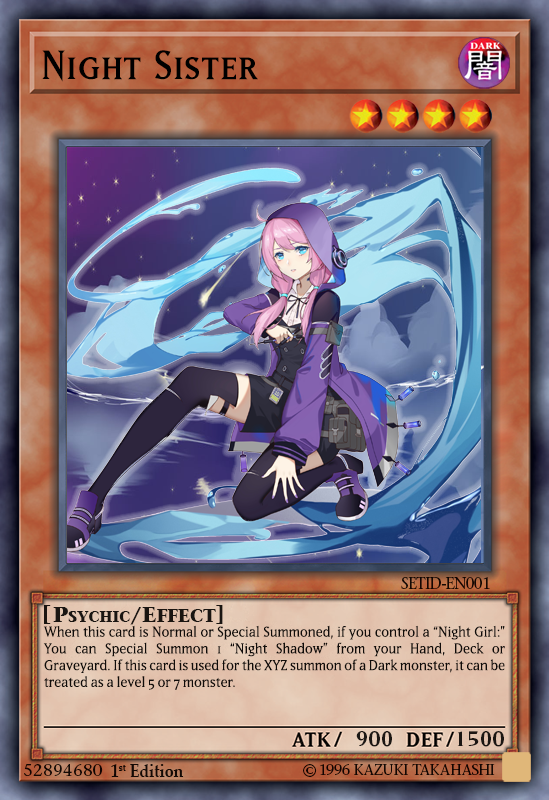 Night Sister
DARK
闇
SETID-EN001
[Psychic/Effect]
When this card is Normal or Special Summoned, if you control a “Night Girl:”
You can Special Summon 1 “Night Shadow” from your Hand, Deck or
Graveyard. If this card is used for the XYZ summon of a Dark monster, it can be
treated as a level 5 or 7 monster.
ATK/ 900 DEF/1500
52894680 1st Edition © 1996 KAZUKI TAKAHASHI